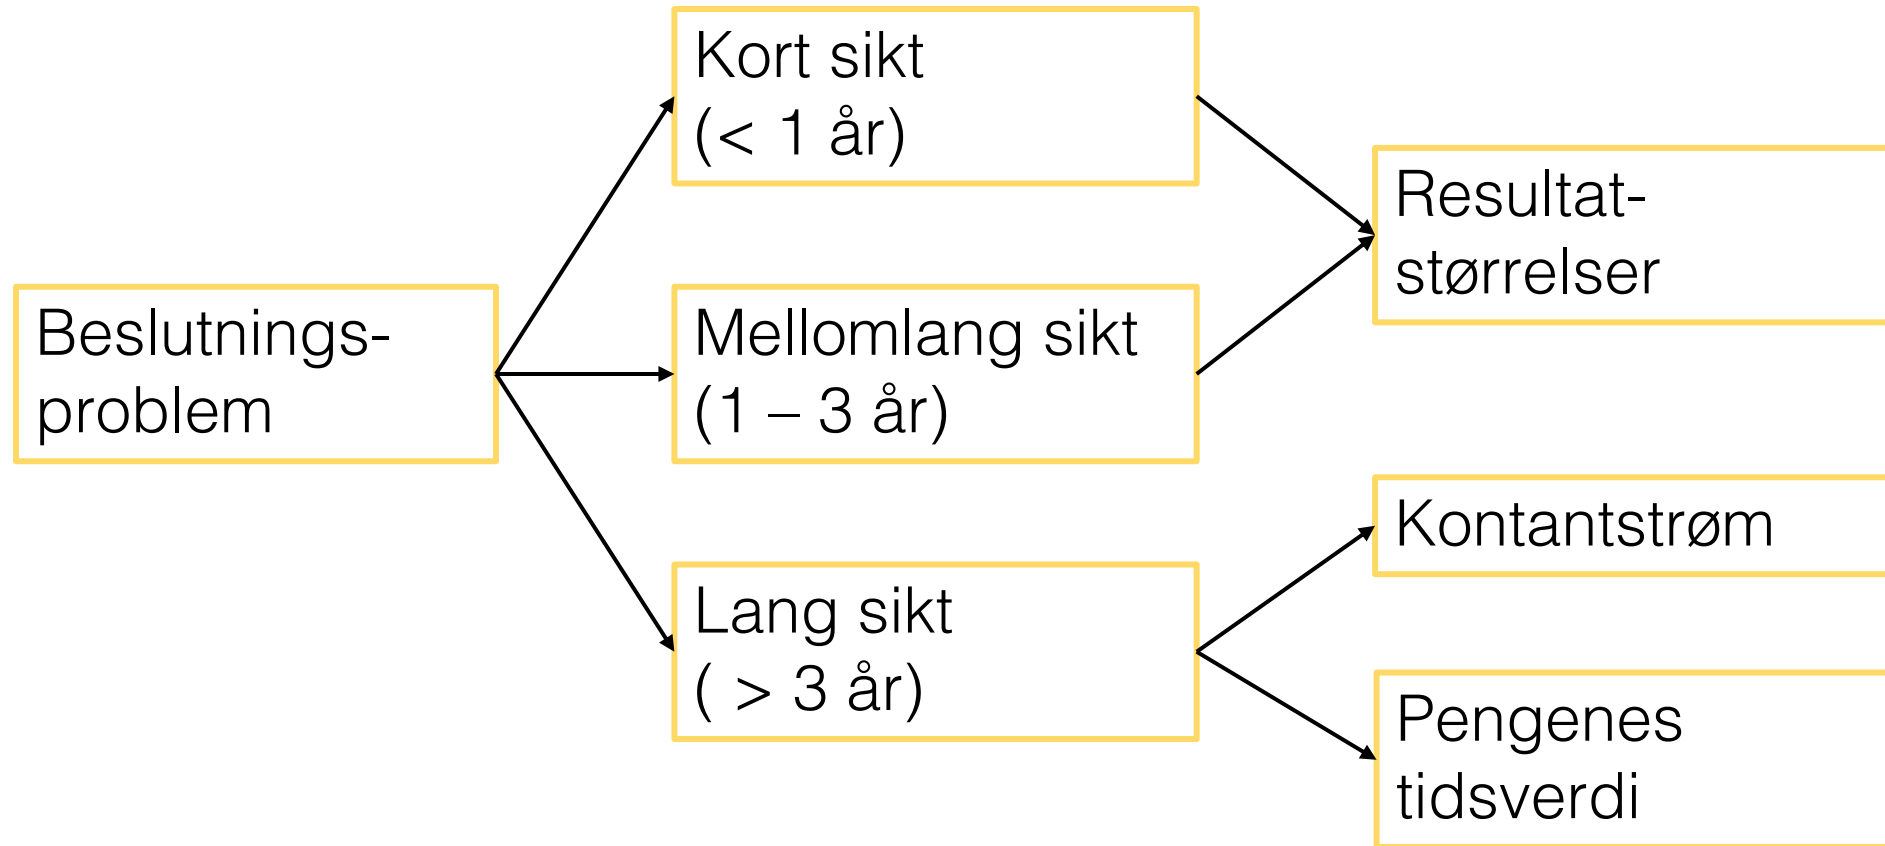 Beslutnings-
problem
Kort sikt
(< 1 år)
Mellomlang sikt
(1 – 3 år)
Lang sikt
( > 3 år)
Resultat-
størrelser
Kontantstrøm
Pengenes
tidsverdi